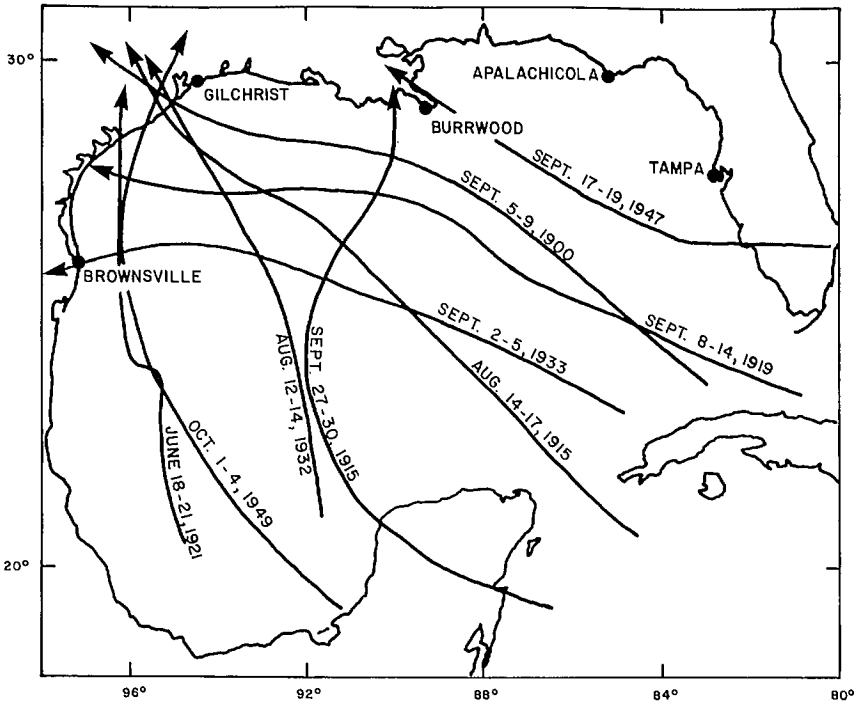 30°
GILCHRIST
APALACHICOLA
BURRWOOD
TAMPA
SEPT. 17-19, 1947
SEPT. 5-9, 1900
BROWNSVILLE
SEPT. 8-14, 1919
SEPT. 2-5, 1933
AUG. 14-17, 1915
SEPT. 27-30, 1915
AUG. 12-14, 1932
OCT. 1-4, 1949
JUNE 18-21, 1921
20°
96°
92°
88°
84°
80°